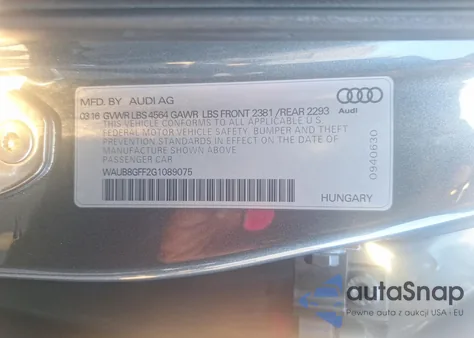 MFD. BY AUDI AG
03.16 GVWR LBS 4564 GAWR LBS FRONT 2381 /REAR 2293
THIS VEHICLE CONFORMS TO ALL APPLICABLE U.S.
FEDERAL MOTOR VEHICLE SAFETY, BUMPER AND THEFT
PREVENTION STANDARDS IN EFFECT ON THE DATE OF
MANUFACTURE SHOWN ABOVE.
PASSENGER CAR
WAUB8GFF2G1089075
HUNGARY
Audi
0940630
autoSnap
Pewne auta z aukcji USA - EU